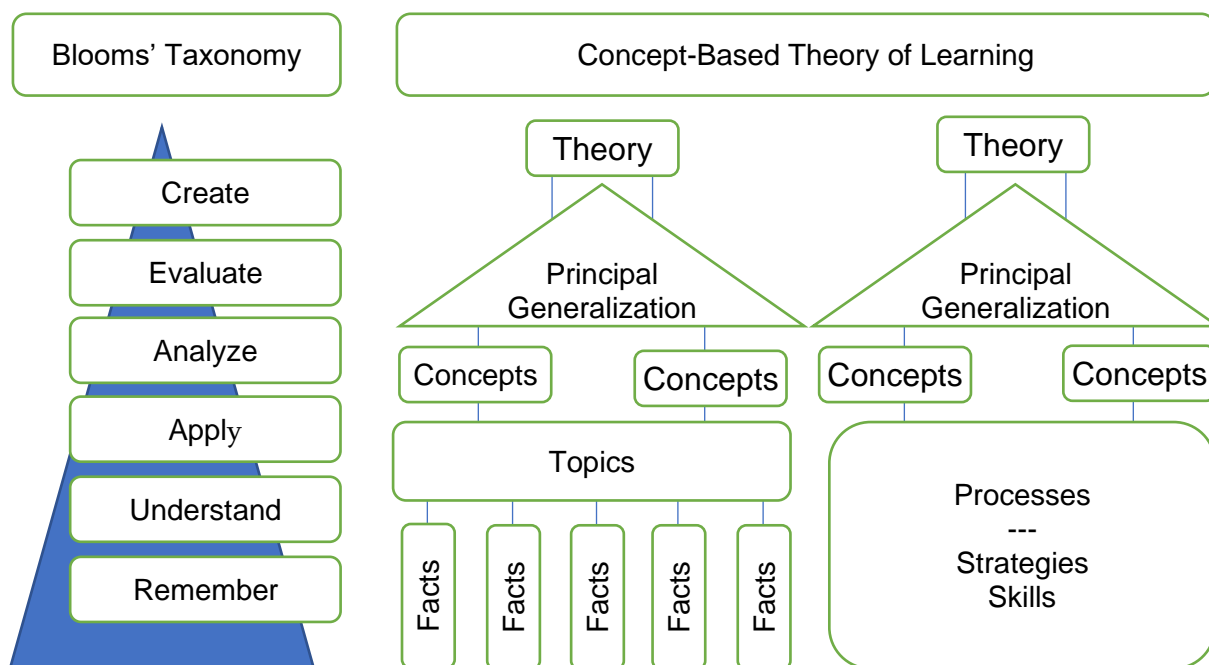 Blooms’ Taxonomy
Concept-Based Theory of Learning
Create
Evaluate
Analyze
Apply
Understand
Remember
Theory
Principal
Generalization
Concepts
Concepts
Topics
Facts
Facts
Facts
Facts
Facts
Theory
Principal
Generalization
Concepts
Concepts
Processes
---
Strategies
Skills